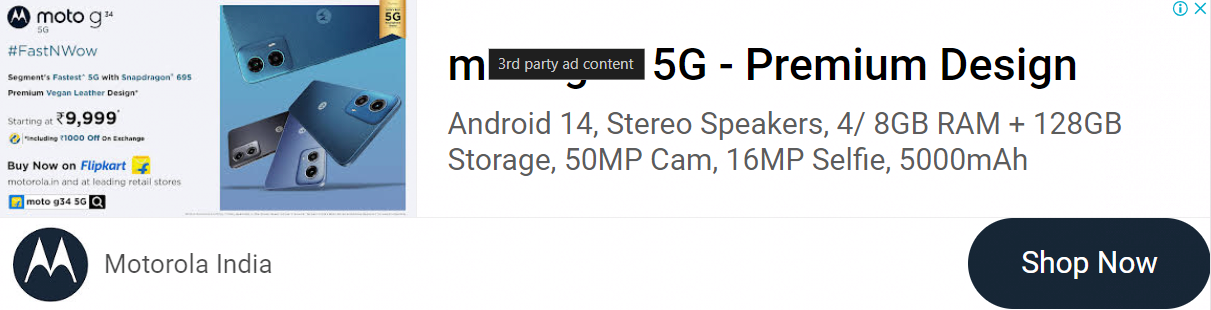 moto g34
5G
5G
#FastNWow
Segment's Fastest* 5G with Snapdragon® 695
Premium Vegan Leather Design*
Starting at ₹9,999*
*Including ₹1000 Off On Exchange
Buy Now on Flipkart
motorola.in and at leading retail stores
moto g34 5G
3rd party ad content
5G - Premium Design
Android 14, Stereo Speakers, 4/ 8GB RAM + 128GB
Storage, 50MP Cam, 16MP Selfie, 5000mAh
Motorola India
Shop Now